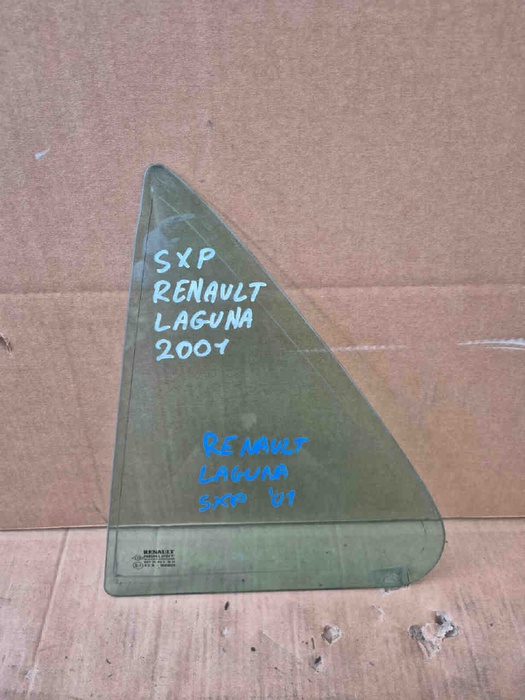 SXP
RENAULT
LAGUNA
2001
RENAULT
LAGUNA
SXP '01
RENAULT